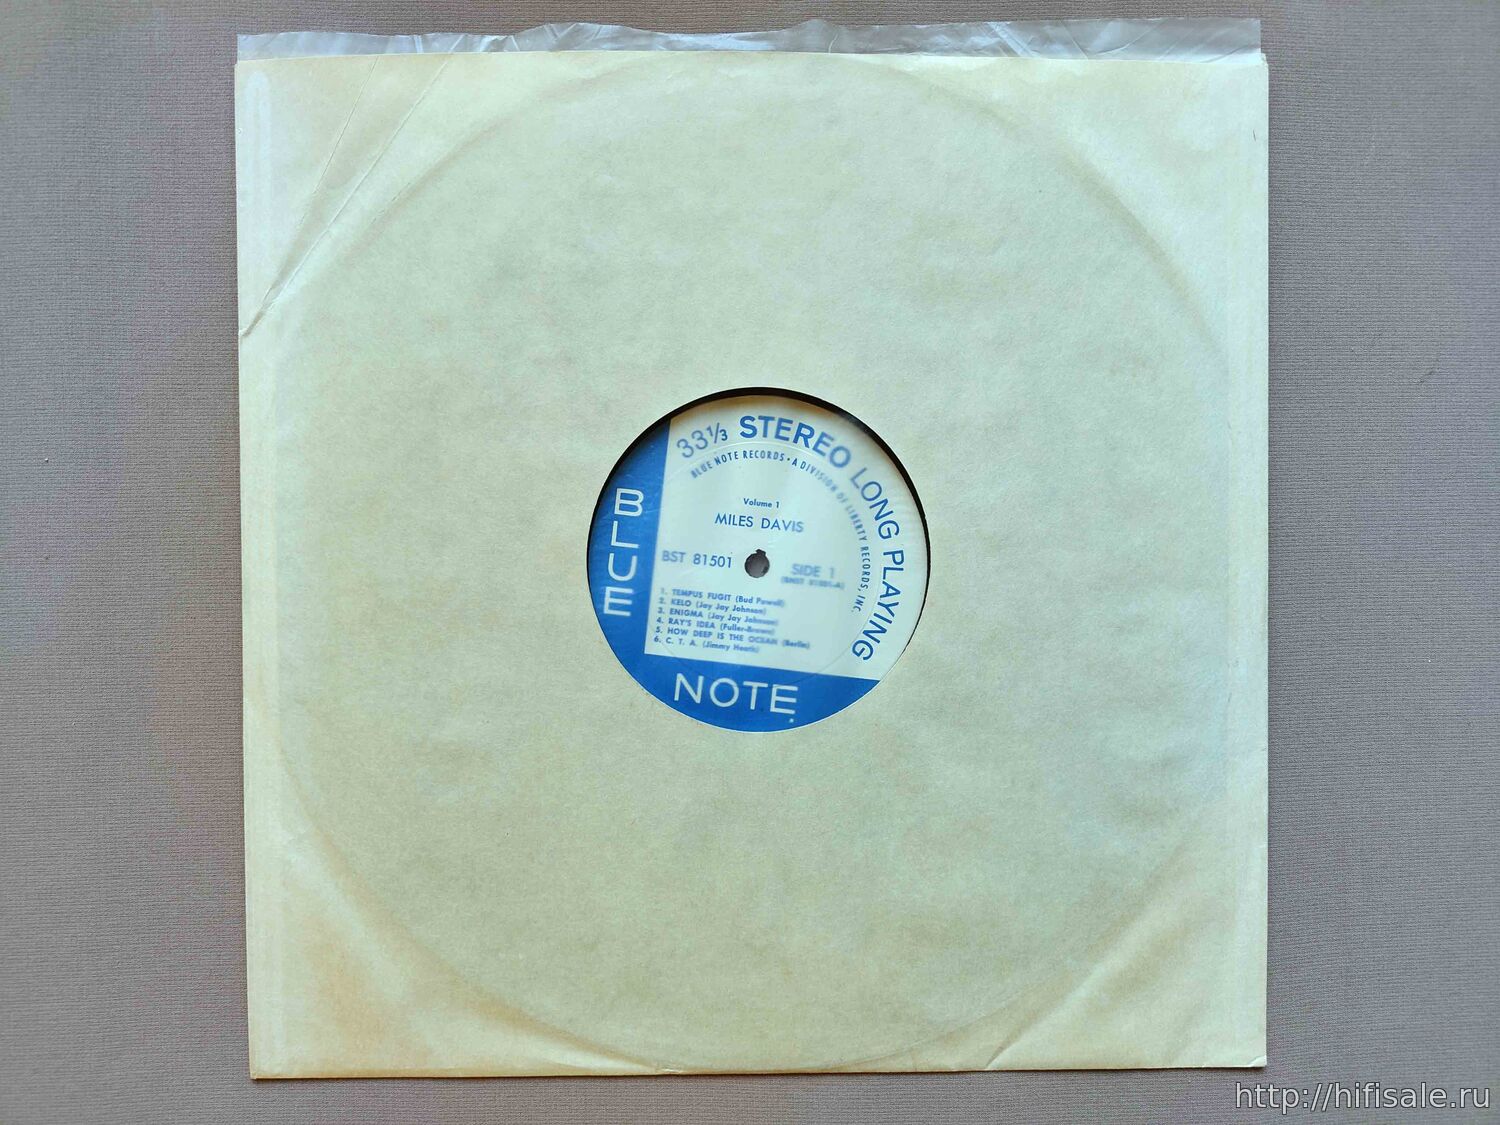 33⅓ STEREO LONG PLAYING
BLUE NOTE RECORDS • A DIVISION OF LIBERTY RECORDS, INC.
Volume 1
MILES DAVIS
BST 81501
SIDE 1
(BNST 81501-A)
1. TEMPUS FUGIT (Bud Powell)
2. KELO (Jay Jay Johnson)
3. ENIGMA (Jay Jay Johnson)
4. RAY'S IDEA (Fuller-Brown)
5. HOW DEEP IS THE OCEAN (Berlin)
6. C. T. A. (Jimmy Heath)
BLUE
NOTE
http://hifisale.ru